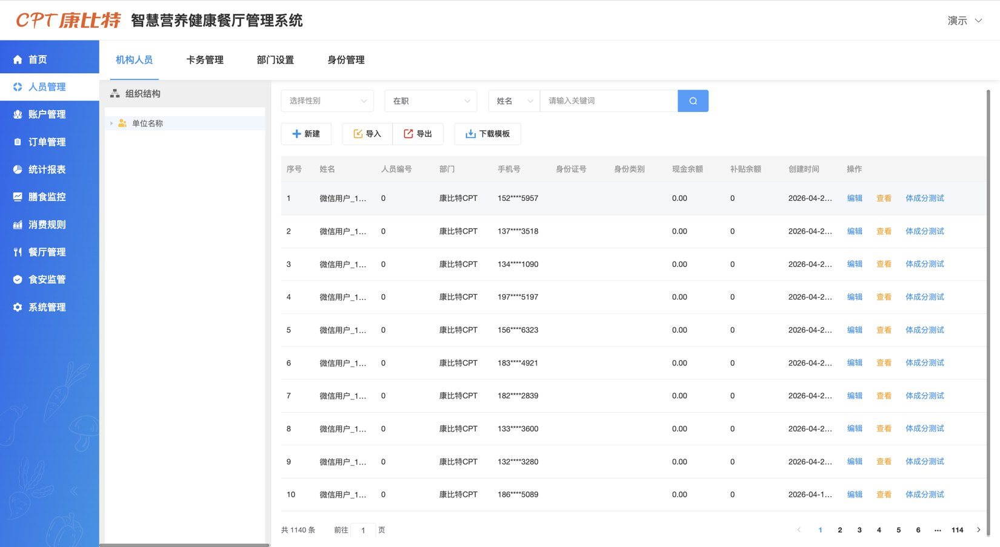 CPT 康比特 智慧营养健康餐厅管理系统 演示
首页
人员管理
账户管理
订单管理
统计报表
膳食监控
消费规则
餐厅管理
食安监管
系统管理
机构人员 卡务管理 部门设置 身份管理
组织结构
单位名称
选择性别 在职 姓名 请输入关键词
新建 导入 导出 下载模板
序号 姓名 人员编号 部门 手机号 身份证号 身份类别 现金余额 补贴余额 创建时间 操作
1 微信用户_1... 0 康比特CPT 152****5957 0.00 0 2026-04-2... 编辑 查看 体成分测试
2 微信用户_1... 0 康比特CPT 137****3518 0.00 0 2026-04-2... 编辑 查看 体成分测试
3 微信用户_1... 0 康比特CPT 134****1090 0.00 0 2026-04-2... 编辑 查看 体成分测试
4 微信用户_1... 0 康比特CPT 197****5197 0.00 0 2026-04-2... 编辑 查看 体成分测试
5 微信用户_1... 0 康比特CPT 156****6323 0.00 0 2026-04-2... 编辑 查看 体成分测试
6 微信用户_1... 0 康比特CPT 183****4921 0.00 0 2026-04-2... 编辑 查看 体成分测试
7 微信用户_1... 0 康比特CPT 182****2839 0.00 0 2026-04-2... 编辑 查看 体成分测试
8 微信用户_1... 0 康比特CPT 133****3600 0.00 0 2026-04-2... 编辑 查看 体成分测试
9 微信用户_1... 0 康比特CPT 132****3280 0.00 0 2026-04-2... 编辑 查看 体成分测试
10 微信用户_1... 0 康比特CPT 186****5089 0.00 0 2026-04-1... 编辑 查看 体成分测试
共 1140 条 前往 1 页 1 2 3 4 5 6 ... 114